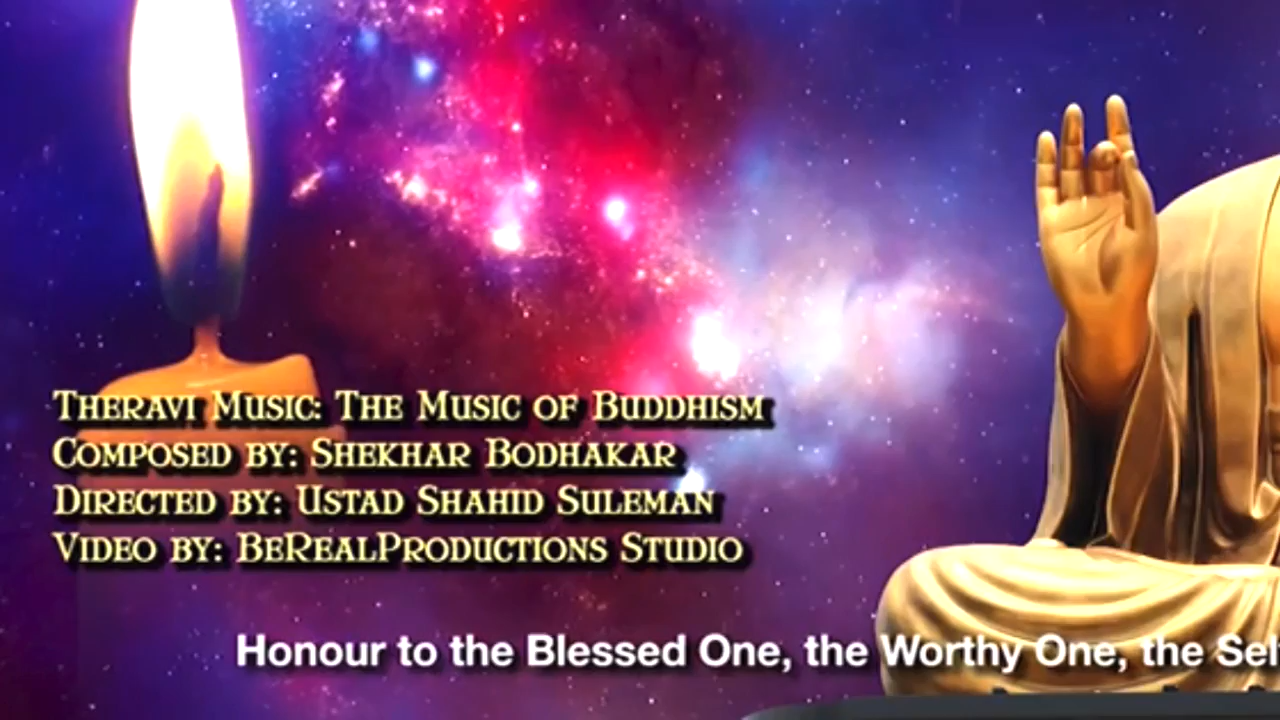 Theravi Music: The Music of Buddhism
Composed by: Shekhar Bodhakar
Directed by: Ustad Shahid Suleman
Video by: BeRealProductions Studio
Honour to the Blessed One, the Worthy One, the